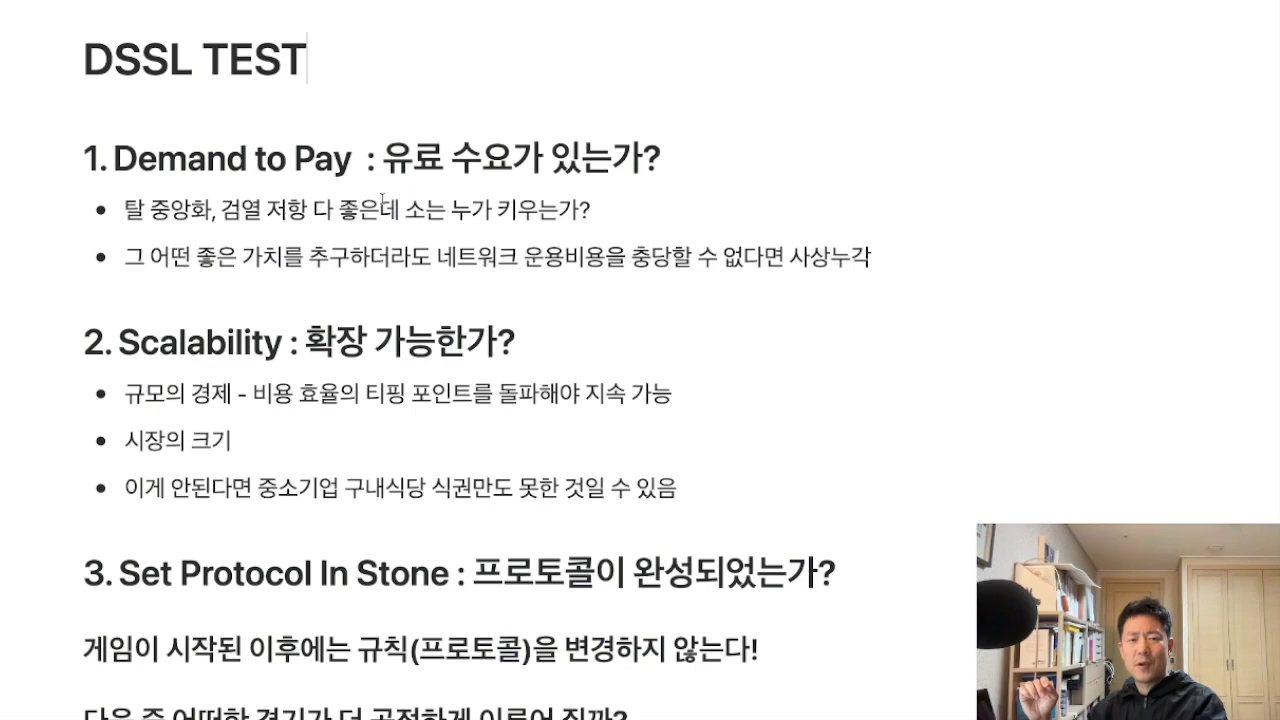 DSSL TEST
1. Demand to Pay : 유료 수요가 있는가?
탈 중앙화, 검열 저항 다 좋은데 소는 누가 키우는가?
그 어떤 좋은 가치를 추구하더라도 네트워크 운용비용을 충당할 수 없다면 사상누각
2. Scalability : 확장 가능한가?
규모의 경제 - 비용 효율의 티핑 포인트를 돌파해야 지속 가능
시장의 크기
이게 안된다면 중소기업 구내식당 식권만도 못한 것일 수 있음
3. Set Protocol In Stone : 프로토콜이 완성되었는가?
게임이 시작된 이후에는 규칙(프로토콜)을 변경하지 않는다!
다음 중 어떠한 경기가 더 공정하게 이루어 질까?